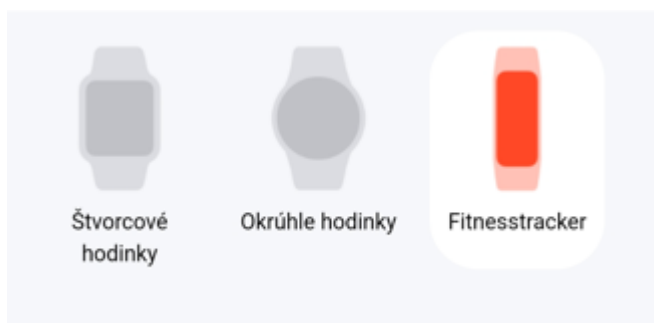 Štvorcové
hodinky
Okrúhle hodinky
Fitnesstracker